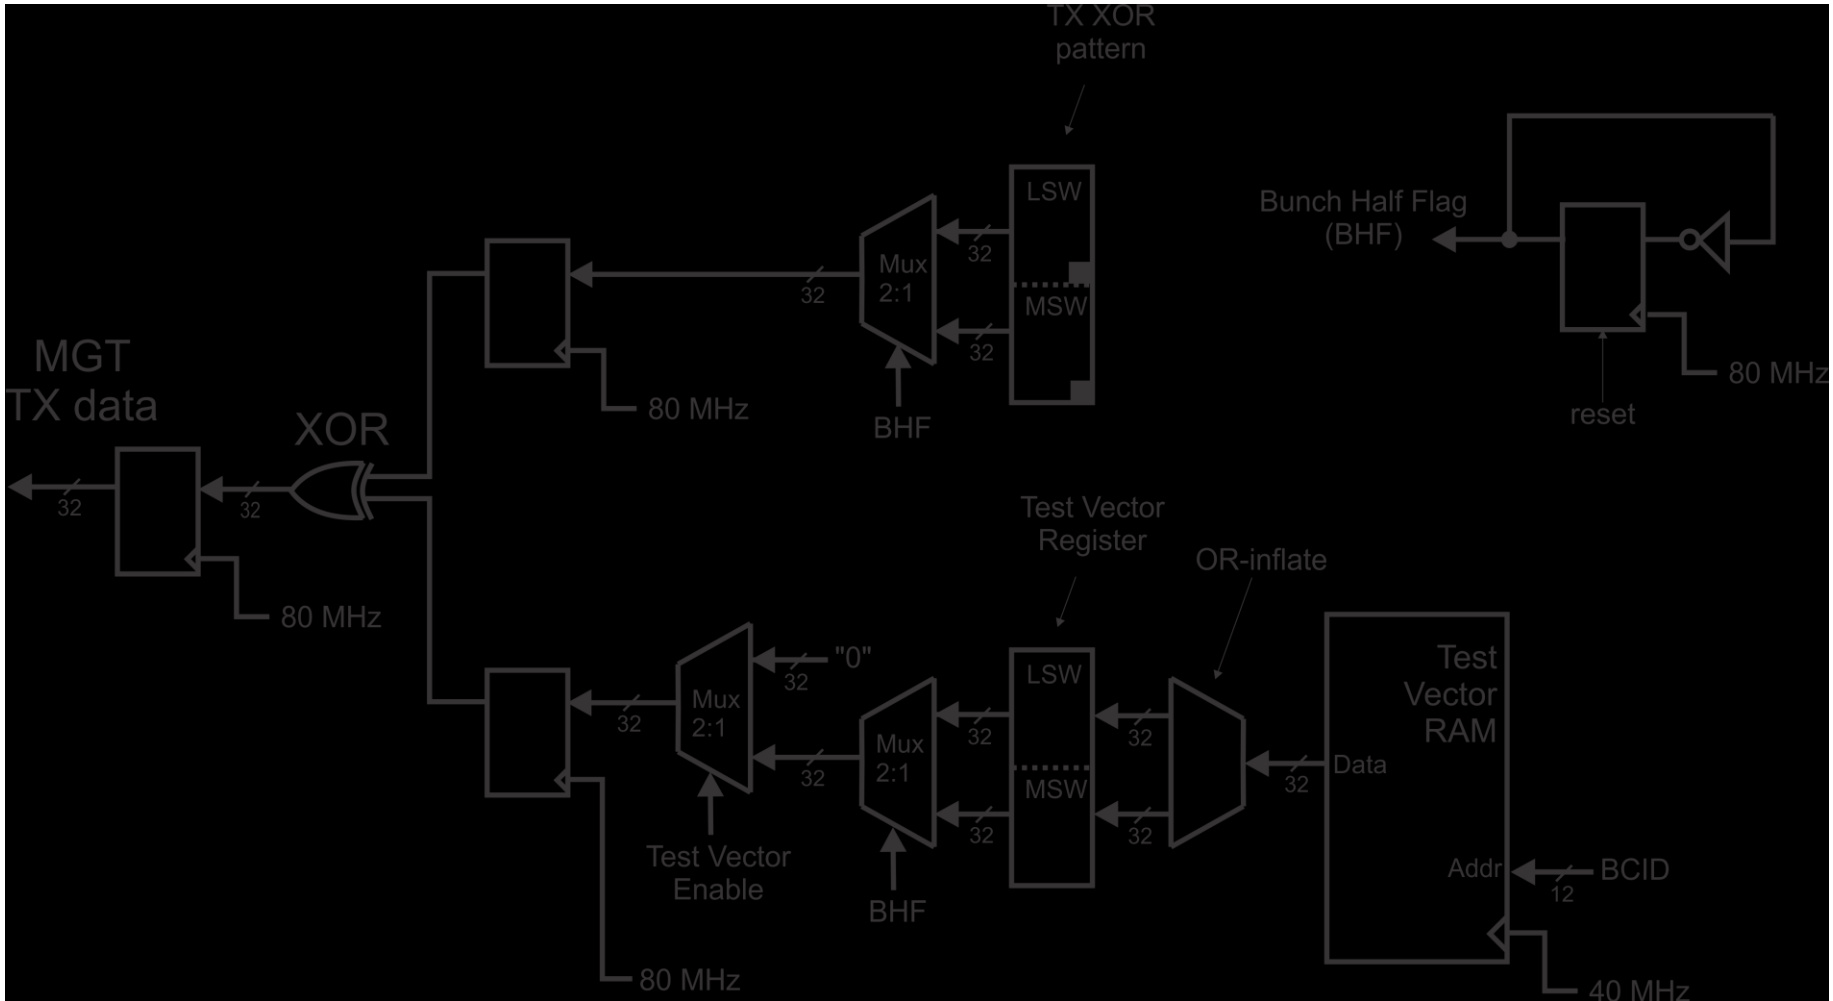 TX XOR
pattern
LSW
MSW
32
32
Mux
2:1
BHF
32
80 MHz
Bunch Half Flag
(BHF)
80 MHz
reset
MGT
TX data
32
XOR
32
80 MHz
Test Vector
Register
OR-inflate
"0"
32
Mux
2:1
32
Test Vector
Enable
80 MHz
32
Mux
2:1
BHF
32
32
LSW
MSW
32
32
32
Test
Vector
RAM
Data
Addr
BCID
12
40 MHz